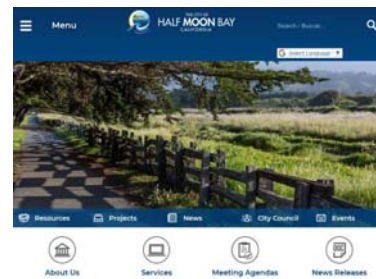 Menu
THE CITY OF
HALF MOON BAY
CALIFORNIA
Search / Buscar...
Select Language
Resources
Projects
News
City Council
Events
About Us
Services
Meeting Agendas
News Releases